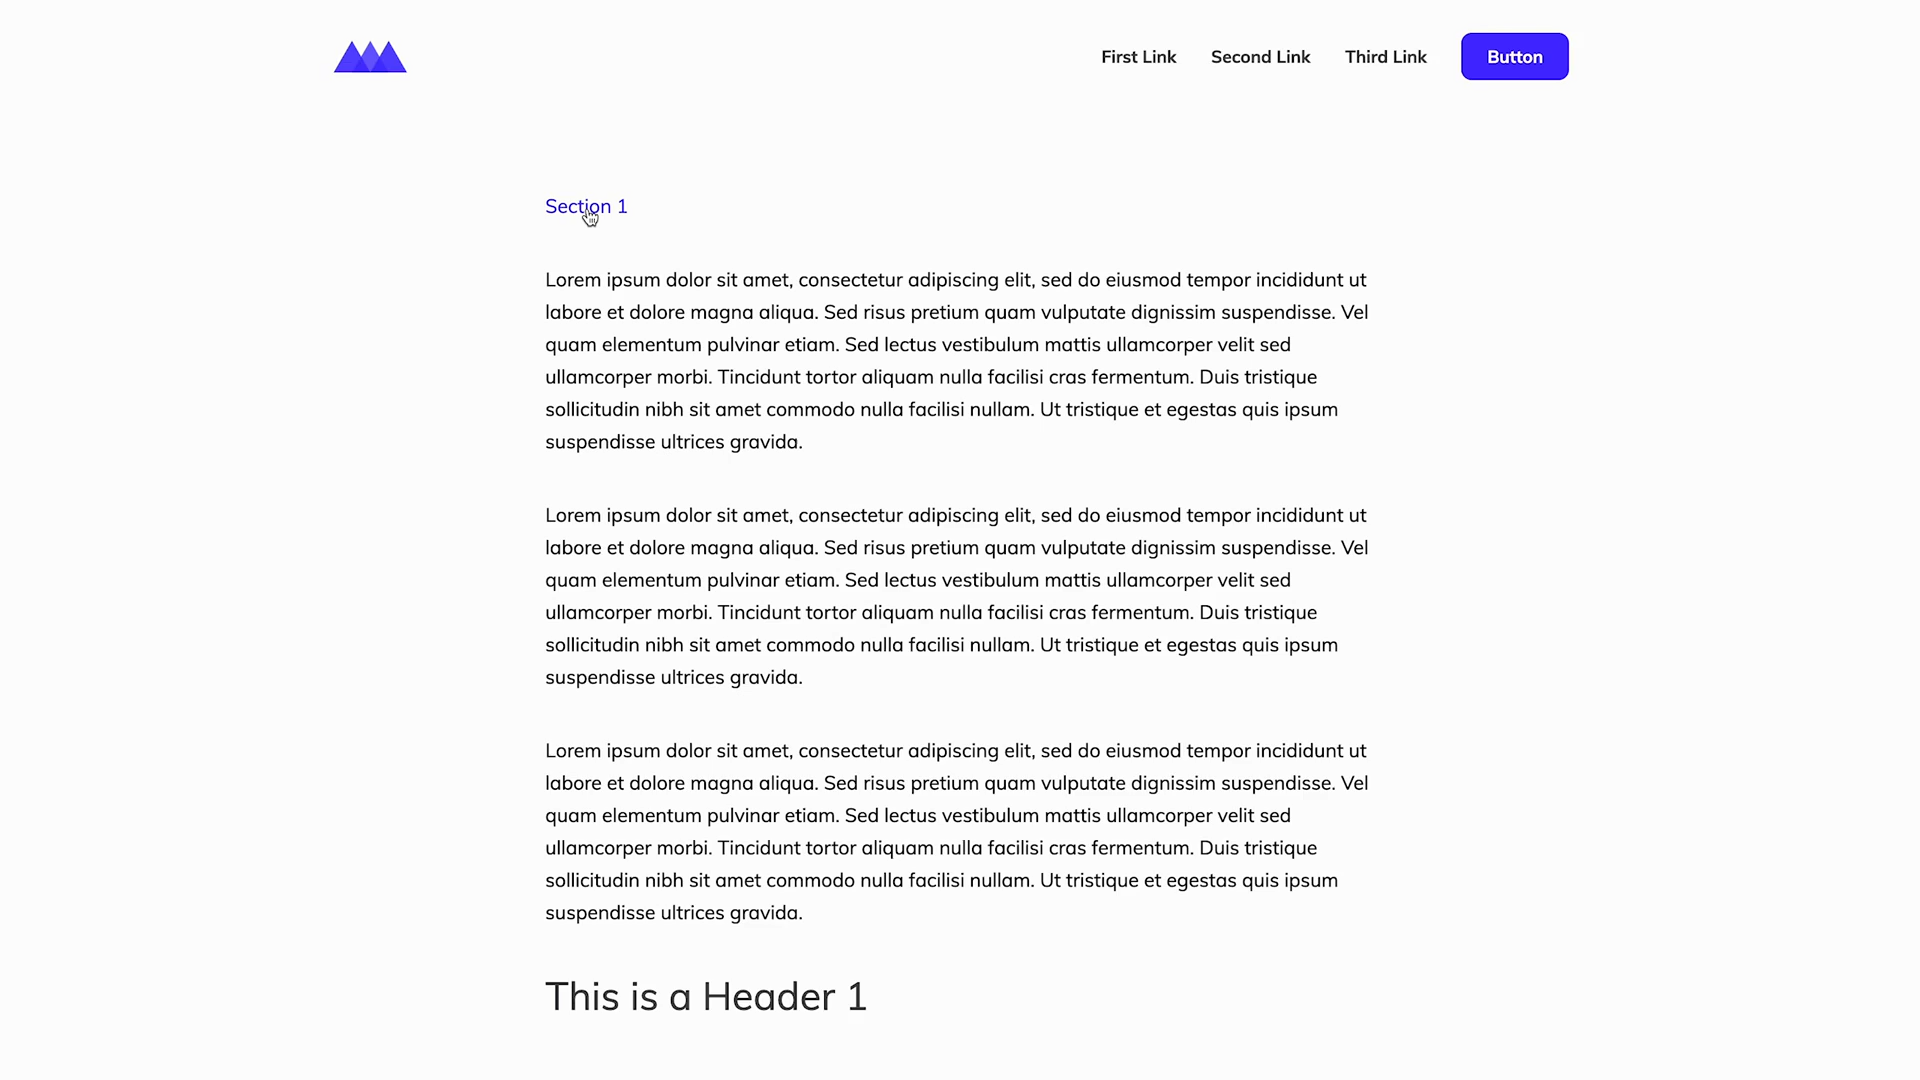 First Link
Second Link
Third Link
Button
Section 1
Lorem ipsum dolor sit amet, consectetur adipiscing elit, sed do eiusmod tempor incididunt ut
labore et dolore magna aliqua. Sed risus pretium quam vulputate dignissim suspendisse. Vel
quam elementum pulvinar etiam. Sed lectus vestibulum mattis ullamcorper velit sed
ullamcorper morbi. Tincidunt tortor aliquam nulla facilisi cras fermentum. Duis tristique
sollicitudin nibh sit amet commodo nulla facilisi nullam. Ut tristique et egestas quis ipsum
suspendisse ultrices gravida.
Lorem ipsum dolor sit amet, consectetur adipiscing elit, sed do eiusmod tempor incididunt ut
labore et dolore magna aliqua. Sed risus pretium quam vulputate dignissim suspendisse. Vel
quam elementum pulvinar etiam. Sed lectus vestibulum mattis ullamcorper velit sed
ullamcorper morbi. Tincidunt tortor aliquam nulla facilisi cras fermentum. Duis tristique
sollicitudin nibh sit amet commodo nulla facilisi nullam. Ut tristique et egestas quis ipsum
suspendisse ultrices gravida.
Lorem ipsum dolor sit amet, consectetur adipiscing elit, sed do eiusmod tempor incididunt ut
labore et dolore magna aliqua. Sed risus pretium quam vulputate dignissim suspendisse. Vel
quam elementum pulvinar etiam. Sed lectus vestibulum mattis ullamcorper velit sed
ullamcorper morbi. Tincidunt tortor aliquam nulla facilisi cras fermentum. Duis tristique
sollicitudin nibh sit amet commodo nulla facilisi nullam. Ut tristique et egestas quis ipsum
suspendisse ultrices gravida.
This is a Header 1